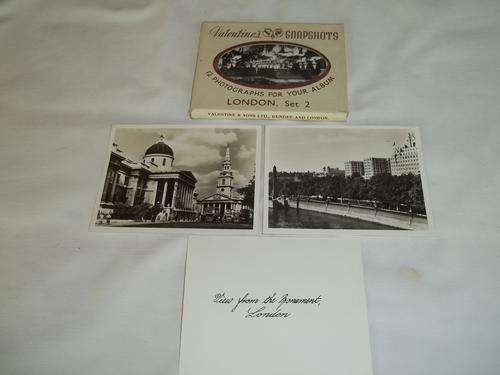 Valentine's SNAPSHOTS
12 PHOTOGRAPHS FOR YOUR ALBUM
LONDON, Set 2
VALENTINE & SONS LTD., DUNDEE AND LONDON.
View from the Monument,
London